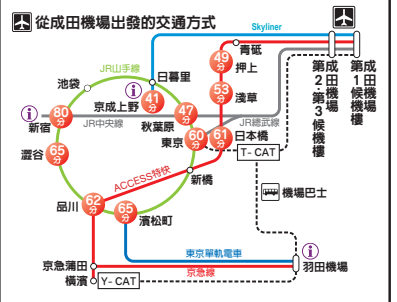 從成田機場出發的交通方式
Skyliner
青砥
JR山手線
日暮里
49分
押上
池袋
京成上野
41分
53分
淺草
成田機場第2・第3候機樓
成田機場第1候機樓
i
80分
新宿
JR中央線
秋葉原
47分
JR總武線
東京
60分
61分
日本橋
T-CAT
澀谷
65分
ACCESS特快
新橋
機場巴士
品川
62分
65分
濱松町
東京單軌電車
i
京急蒲田
京急線
羽田機場
橫濱
Y-CAT
i